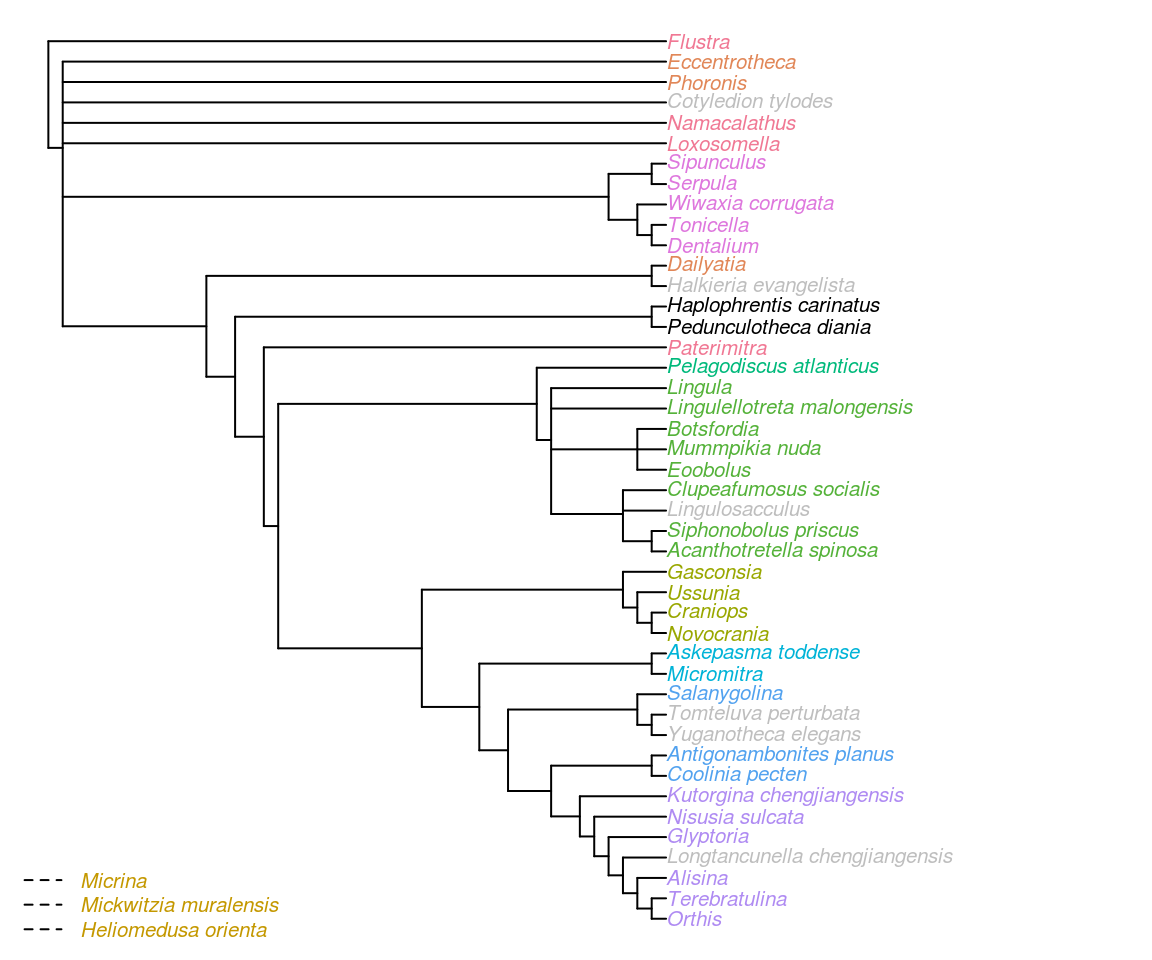 Flustra
Eccentrotheca
Phoronis
Cotyledion tylodes
Namacalathus
Loxosomella
Sipunculus
Serpula
Wiwaxia corrugata
Tonicella
Dentalium
Dailyatia
Halkieria evangelista
Haplophrentis carinatus
Pedunculotheca diania
Paterimitra
Pelagodiscus atlanticus
Lingula
Lingulellotreta malongensis
Botsfordia
Mummpikia nuda
Eoobolus
Clupeafumosus socialis
Lingulosacculus
Siphonobolus priscus
Acanthotretella spinosa
Gasconsia
Ussunia
Craniops
Novocrania
Askepasma toddense
Micromitra
Salanygolina
Tomteluva perturbata
Yuganotheca elegans
Antigonambonites planus
Coolinia pecten
Kutorgina chengjiangensis
Nisusia sulcata
Glyptoria
Longtancunella chengjiangensis
Alisina
Terebratulina
Orthis
Micrina
Mickwitzia muralensis
Heliomedusa orienta